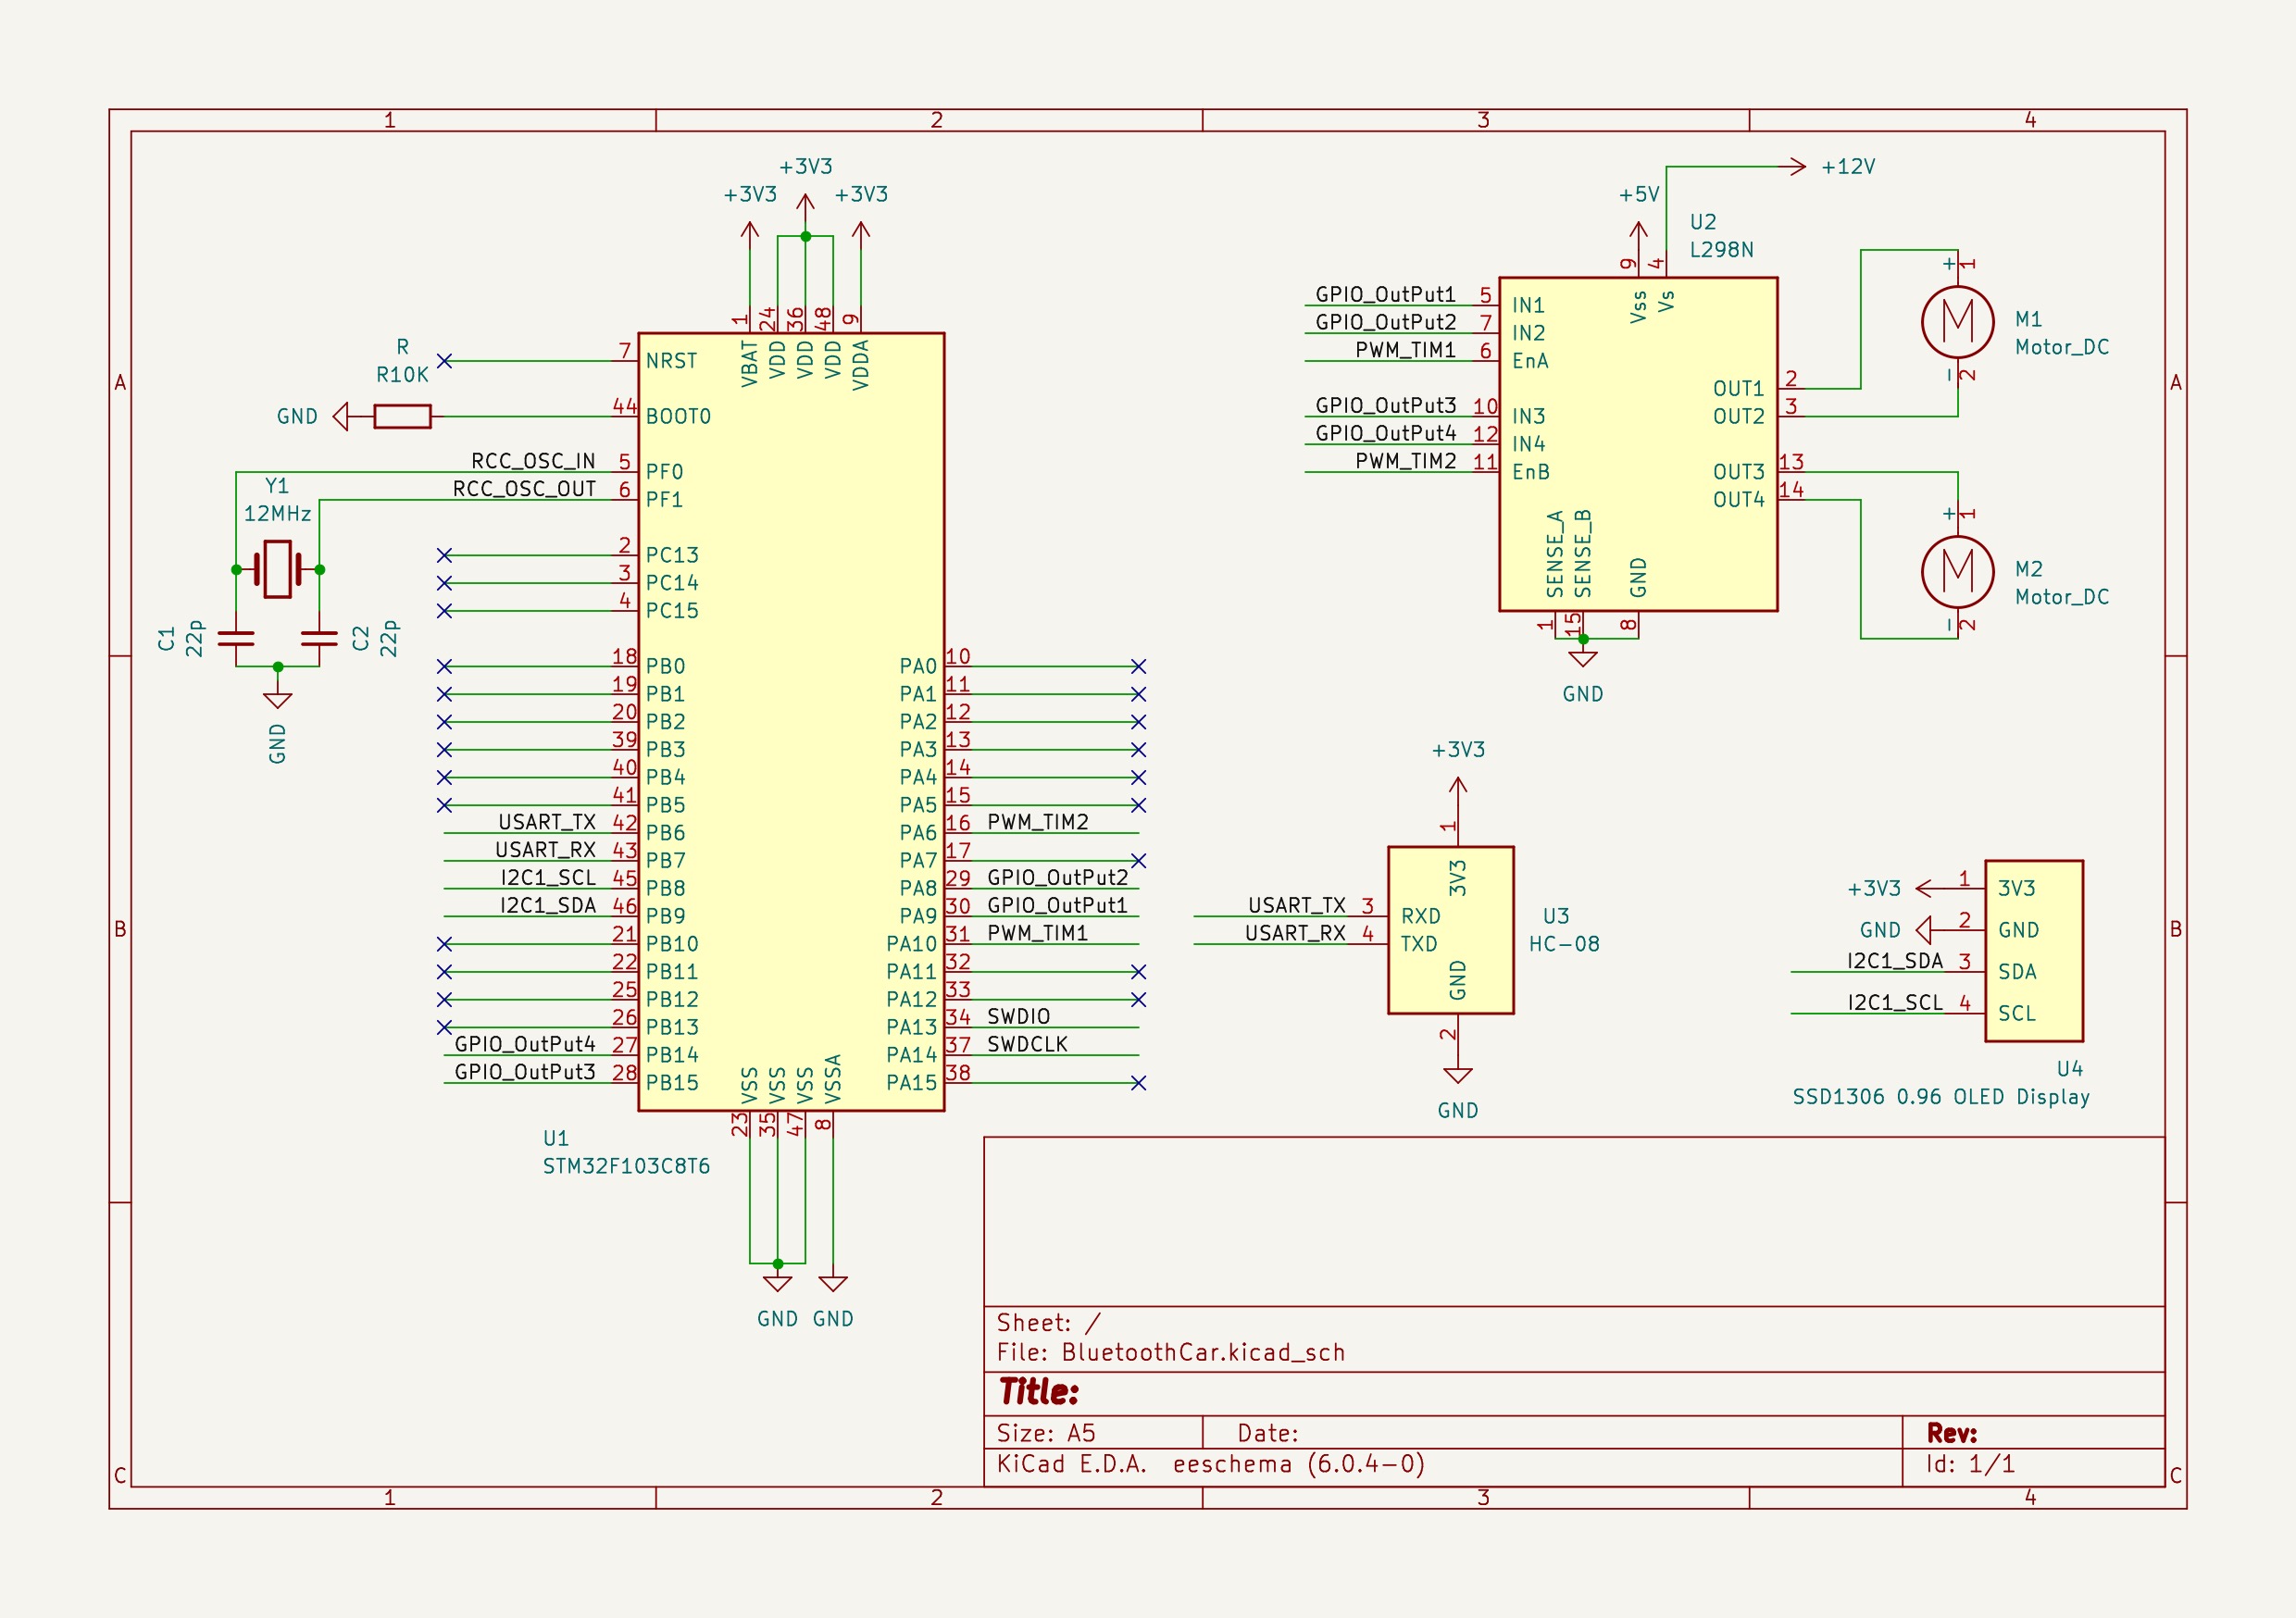 1 2 3 4
A
B
C
A
B
C
1 2 3 4
+3V3
+3V3
+3V3
1
24
36
48
9
VBAT
VDD
VDD
VDD
VDDA
R
R10K
GND
7 NRST
44 BOOT0
RCC_OSC_IN 5 PF0
RCC_OSC_OUT 6 PF1
Y1
12MHz
C1
22p
C2
22p
GND
2 PC13
3 PC14
4 PC15
18 PB0
19 PB1
20 PB2
39 PB3
40 PB4
41 PB5
USART_TX 42 PB6
USART_RX 43 PB7
I2C1_SCL 45 PB8
I2C1_SDA 46 PB9
21 PB10
22 PB11
25 PB12
26 PB13
GPIO_OutPut4 27 PB14
GPIO_OutPut3 28 PB15
PA0 10
PA1 11
PA2 12
PA3 13
PA4 14
PA5 15
PA6 16 PWM_TIM2
PA7 17
PA8 29 GPIO_OutPut2
PA9 30 GPIO_OutPut1
PA10 31 PWM_TIM1
PA11 32
PA12 33
PA13 34 SWDIO
PA14 37 SWDCLK
PA15 38
VSS
VSS
VSS
VSSA
23
35
47
8
U1
STM32F103C8T6
GND GND
+12V
+5V
U2
L298N
9
4
Vss
Vs
GPIO_OutPut1 5 IN1
GPIO_OutPut2 7 IN2
PWM_TIM1 6 EnA
GPIO_OutPut3 10 IN3
GPIO_OutPut4 12 IN4
PWM_TIM2 11 EnB
OUT1 2
OUT2 3
OUT3 13
OUT4 14
SENSE_A
SENSE_B
GND
1
15
8
GND
+ 1
M
M1
Motor_DC
- 2
+ 1
M
M2
Motor_DC
- 2
+3V3
1
3V3
USART_TX 3 RXD
USART_RX 4 TXD
GND
2
GND
U3
HC-08
+3V3 1 3V3
GND 2 GND
I2C1_SDA 3 SDA
I2C1_SCL 4 SCL
U4
SSD1306 0.96 OLED Display
Sheet: /
File: BluetoothCar.kicad_sch
Title:
Size: A5 Date: Rev:
KiCad E.D.A. eeschema (6.0.4-0) Id: 1/1